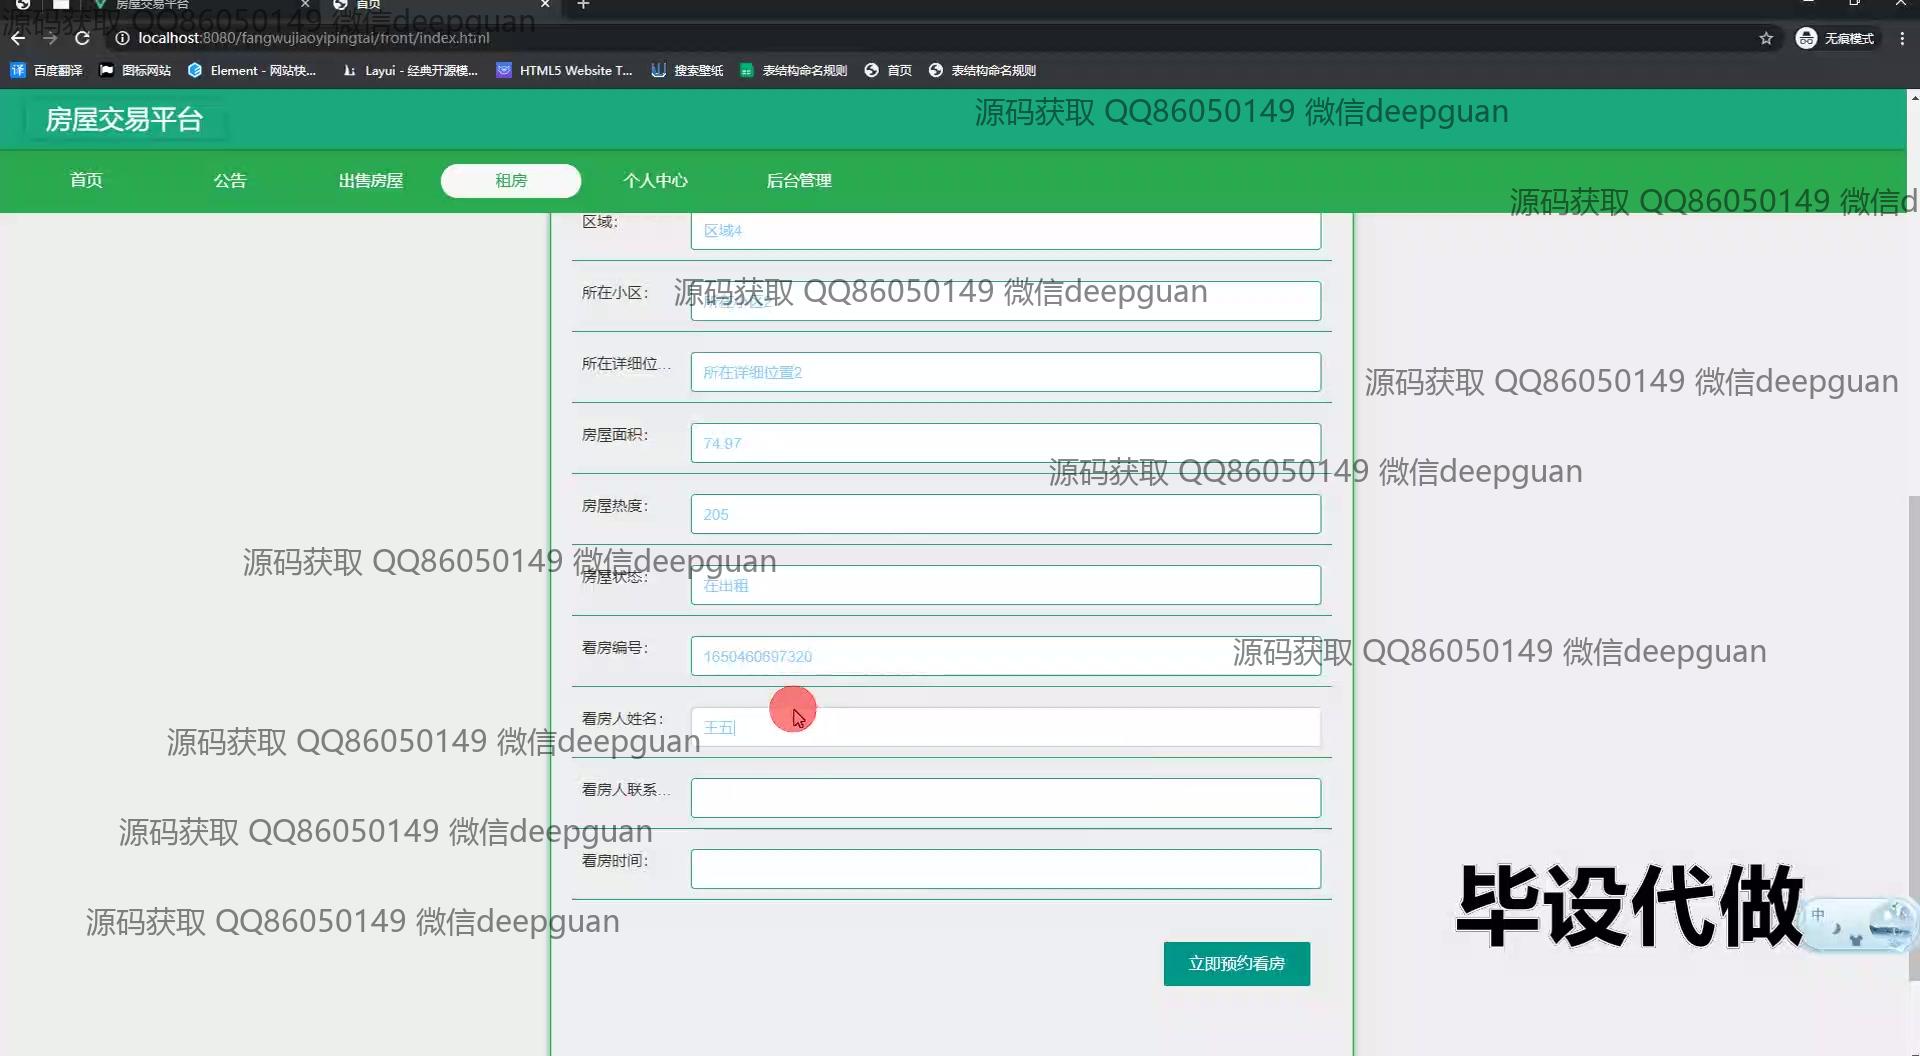 房屋交易平台
首页
源码获取 QQ86050149 微信deepguan
localhost:8080/fangwujiaoyipingtai/front/index.html
无痕模式
百度翻译
图标网站
Element - 网站快...
Layui - 经典开源模...
HTML5 Website T...
搜索壁纸
表结构命名规则
首页
表结构命名规则
房屋交易平台
源码获取 QQ86050149 微信deepguan
首页
公告
出售房屋
租房
个人中心
后台管理
源码获取 QQ86050149 微信d
区域:
区域4
所在小区:
源码获取 QQ86050149 微信deepguan
所在详细位...
所在详细位置2
源码获取 QQ86050149 微信deepguan
房屋面积:
74.97
源码获取 QQ86050149 微信deepguan
房屋热度:
205
源码获取 QQ86050149 微信deepguan
房屋状态:
在出租
看房编号:
1650460697320
源码获取 QQ86050149 微信deepguan
看房人姓名:
王五
源码获取 QQ86050149 微信deepguan
看房人联系...
源码获取 QQ86050149 微信deepguan
看房时间:
毕设代做
中
源码获取 QQ86050149 微信deepguan
立即预约看房